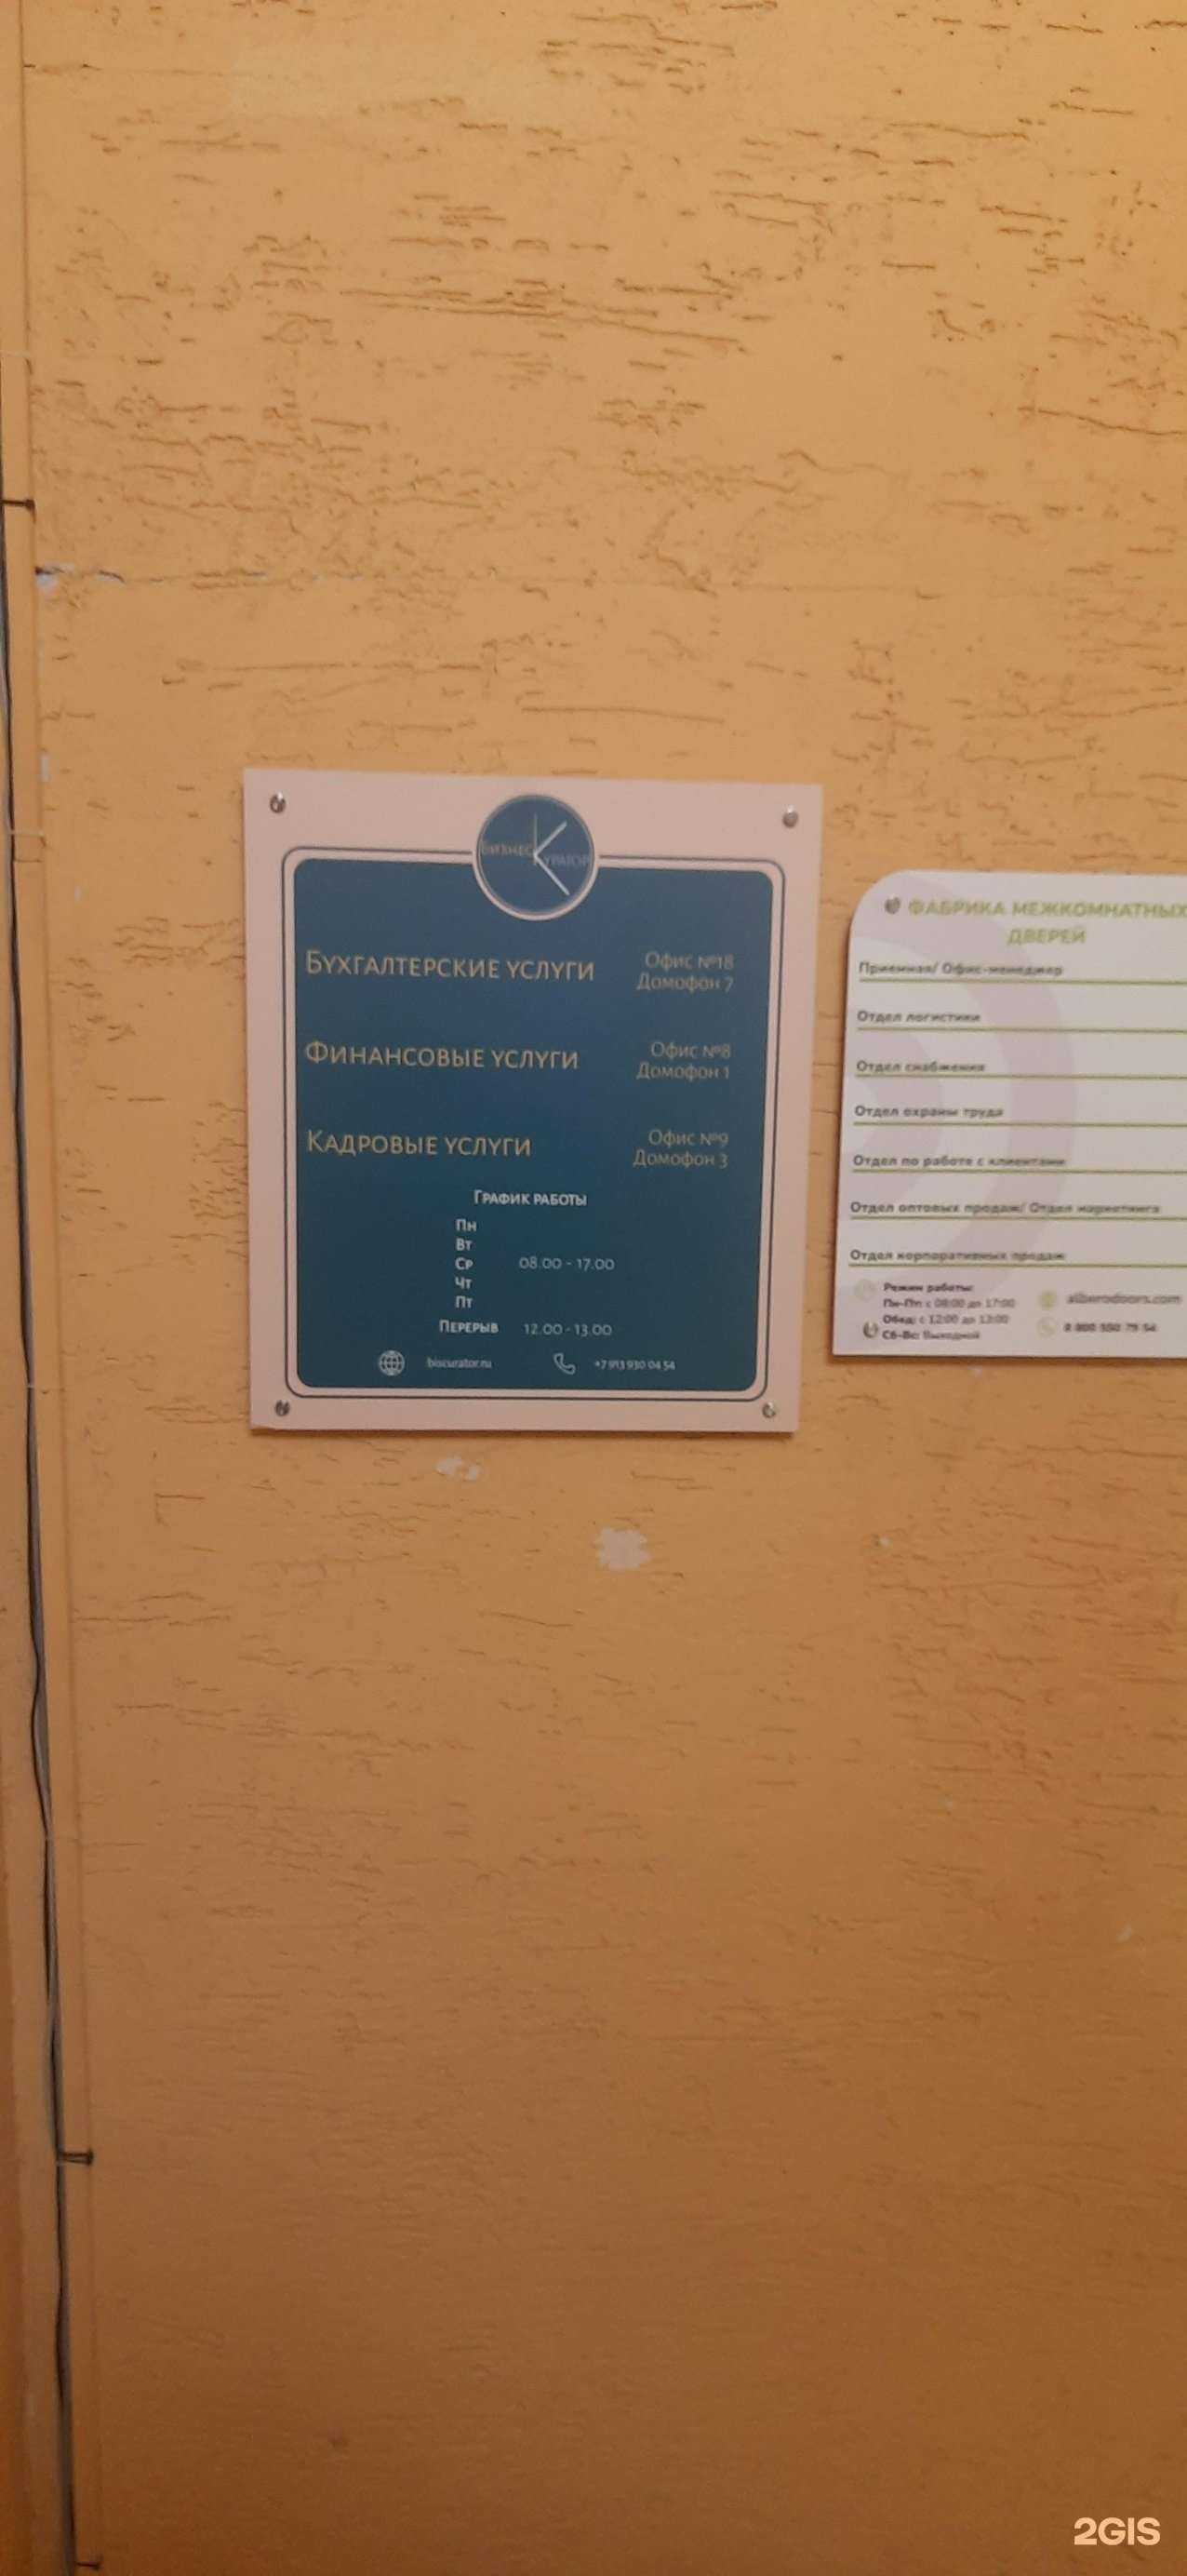 БИЗНЕС
КУРАТОР
БУХГАЛТЕРСКИЕ УСЛУГИ
Офис №18
Домофон 7
ФИНАНСОВЫЕ УСЛУГИ
Офис №8
Домофон 1
КАДРОВЫЕ УСЛУГИ
Офис №9
Домофон 3
ГРАФИК РАБОТЫ
Пн
Вт
Ср 08.00 - 17.00
Чт
Пт
ПЕРЕРЫВ 12.00 - 13.00
biscurator.ru +7 913 930 04 54
ФАБРИКА МЕЖКОМНАТНЫХ
ДВЕРЕЙ
Приемная/ Офис-менеджер
Отдел логистики
Отдел снабжения
Отдел охраны труда
Отдел по работе с клиентами
Отдел оптовых продаж/ Отдел маркетинга
Отдел корпоративных продаж
Режим работы:
Пн-Пт: с 08:00 до 17:00
Обед: с 12:00 до 13:00
Сб-Вс: Выходной
alberodoors.com
2GIS